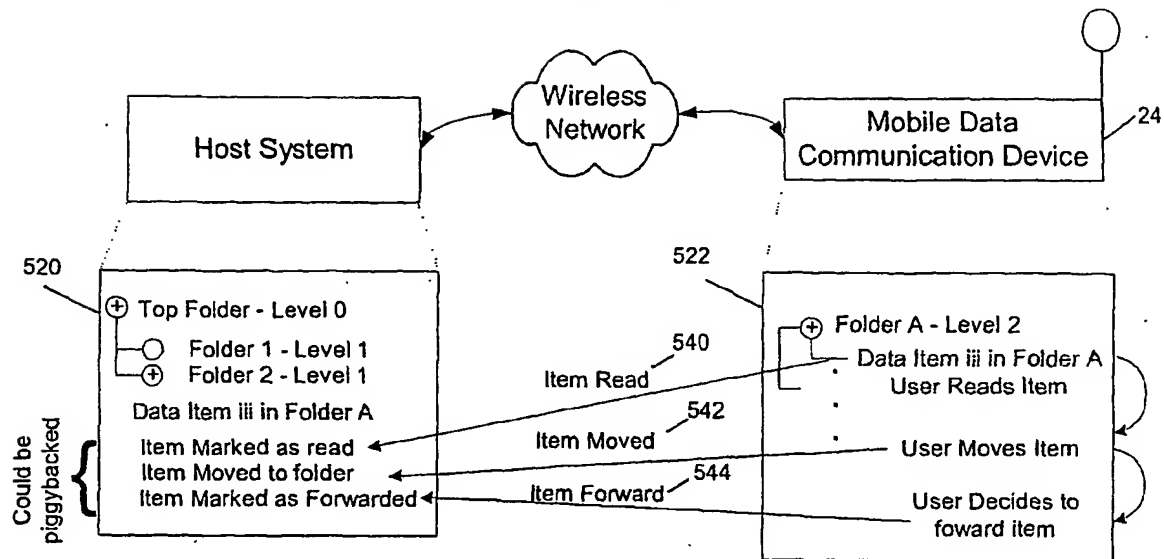 Wireless
Network
Host System
Mobile Data
Communication Device
24
520
522
Top Folder - Level 0
Folder 1 - Level 1
Folder 2 - Level 1
Data Item iii in Folder A
Item Marked as read
Item Moved to folder
Item Marked as Forwarded
Could be
piggybacked
Item Read
540
Item Moved
542
Item Forward
544
Folder A - Level 2
Data Item iii in Folder A
User Reads Item
User Moves Item
User Decides to
foward item